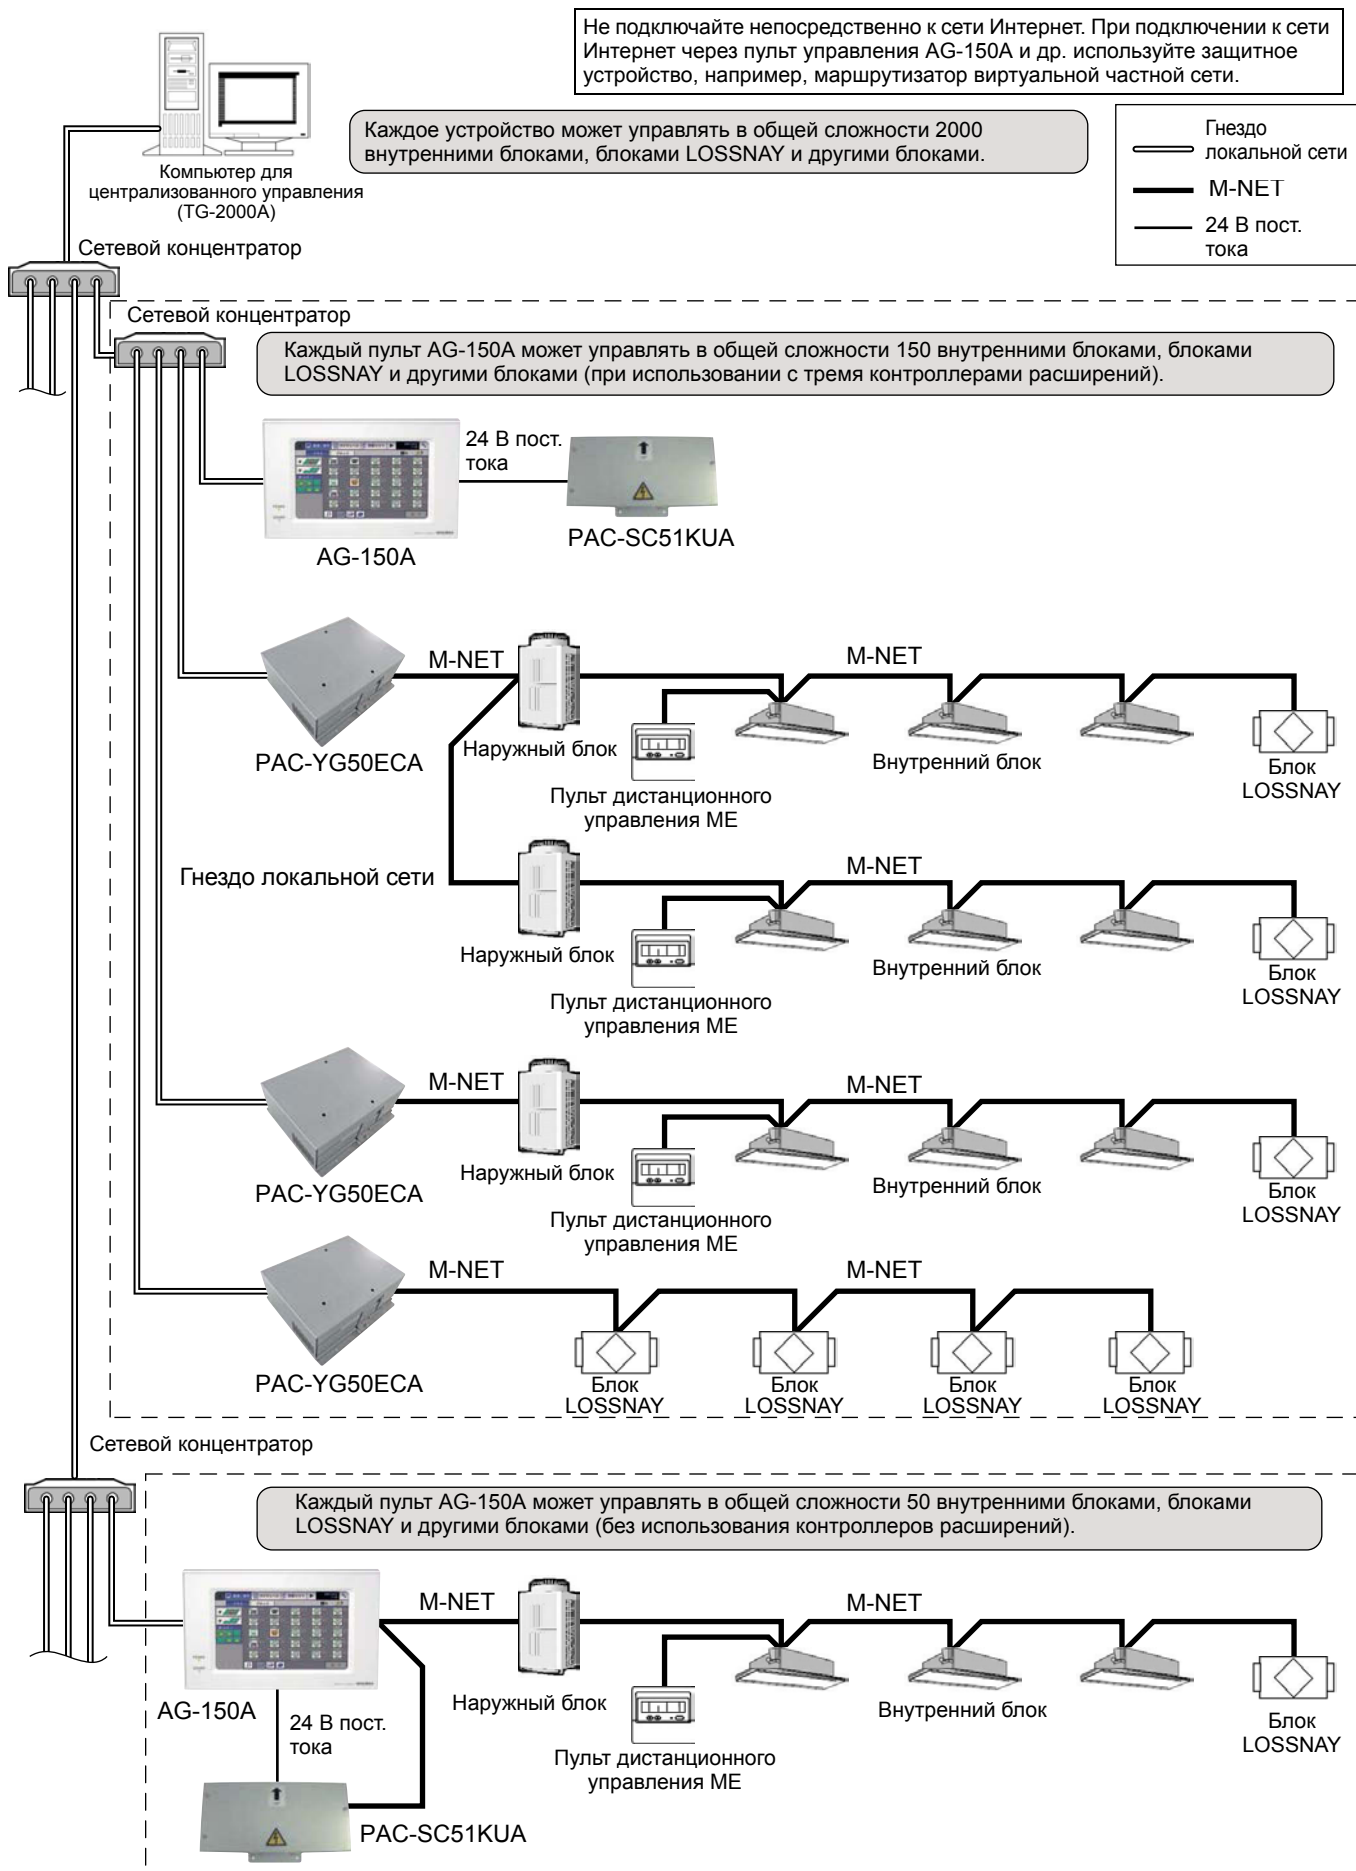 Не подключайте непосредственно к сети Интернет. При подключении к сети
Интернет через пульт управления AG-150A и др. используйте защитное
устройство, например, маршрутизатор виртуальной частной сети.
Каждое устройство может управлять в общей сложности 2000
внутренними блоками, блоками LOSSNAY и другими блоками.
Гнездо
локальной сети
M-NET
24 В пост.
тока
Компьютер для
централизованного управления
(TG-2000A)
Сетевой концентратор
Сетевой концентратор
Каждый пульт AG-150A может управлять в общей сложности 150 внутренними блоками, блоками
LOSSNAY и другими блоками (при использовании с тремя контроллерами расширений).
24 В пост.
тока
AG-150A
PAC-SC51KUA
M-NET
M-NET
PAC-YG50ECA
Наружный блок
Пульт дистанционного
управления ME
Внутренний блок
Блок
LOSSNAY
Гнездо локальной сети
M-NET
Наружный блок
Пульт дистанционного
управления ME
Внутренний блок
Блок
LOSSNAY
M-NET
M-NET
PAC-YG50ECA
Наружный блок
Пульт дистанционного
управления ME
Внутренний блок
Блок
LOSSNAY
M-NET
M-NET
PAC-YG50ECA
Блок
LOSSNAY
Блок
LOSSNAY
Блок
LOSSNAY
Блок
LOSSNAY
Сетевой концентратор
Каждый пульт AG-150A может управлять в общей сложности 50 внутренними блоками, блоками
LOSSNAY и другими блоками (без использования контроллеров расширений).
M-NET
M-NET
AG-150A
24 В пост.
тока
Наружный блок
Пульт дистанционного
управления ME
Внутренний блок
Блок
LOSSNAY
PAC-SC51KUA